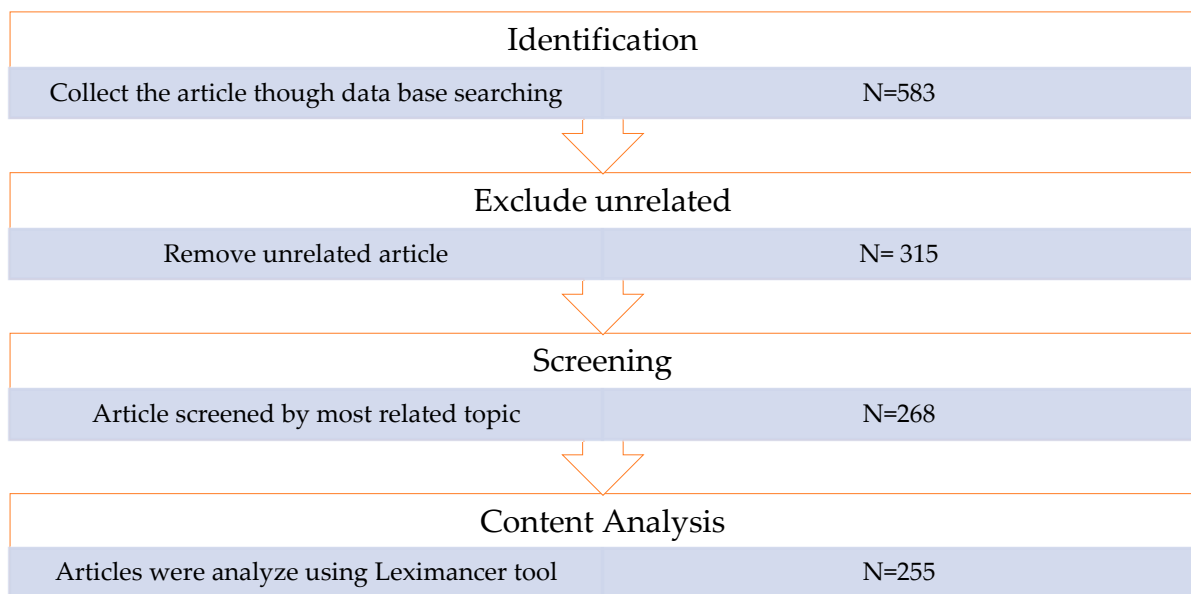 Identification
Collect the article though data base searching N=583
Exclude unrelated
Remove unrelated article N= 315
Screening
Article screened by most related topic N=268
Content Analysis
Articles were analyze using Leximancer tool N=255